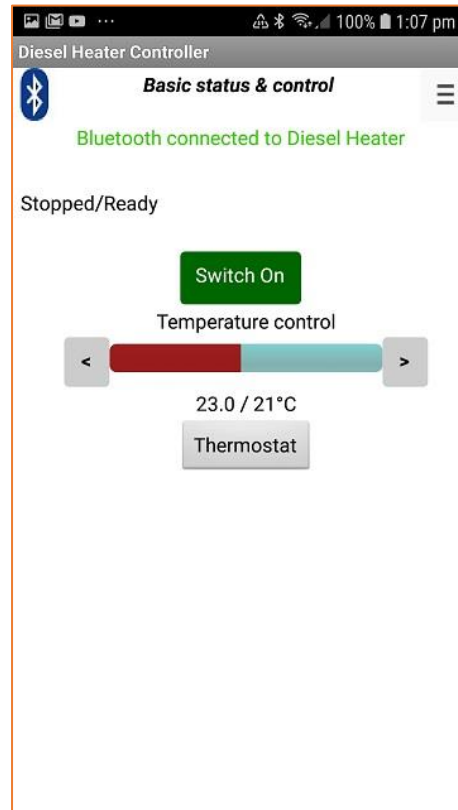 100% 1:07 pm
Diesel Heater Controller
Basic status & control
Bluetooth connected to Diesel Heater
Stopped/Ready
Switch On
Temperature control
< >
23.0 / 21°C
Thermostat